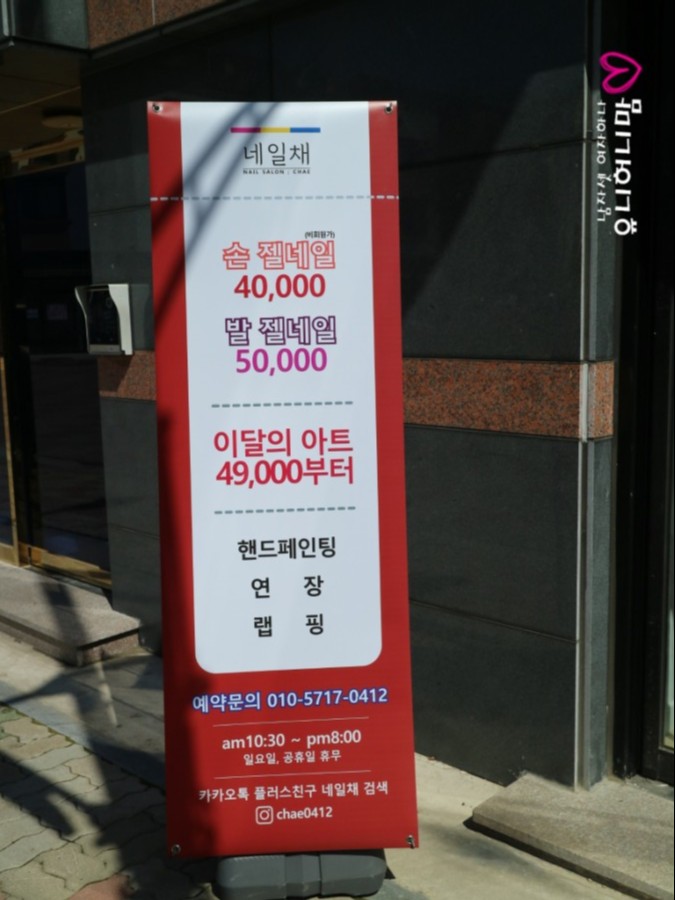 네일채
NAIL SALON : CHAE
(비회원가)
손 젤네일
40,000
발 젤네일
50,000
이달의 아트
49,000부터
핸드페인팅
연 장
랩 핑
예약문의 010-5717-0412
am10:30 ~ pm8:00
일요일, 공휴일 휴무
카카오톡 플러스친구 네일채 검색
chae0412